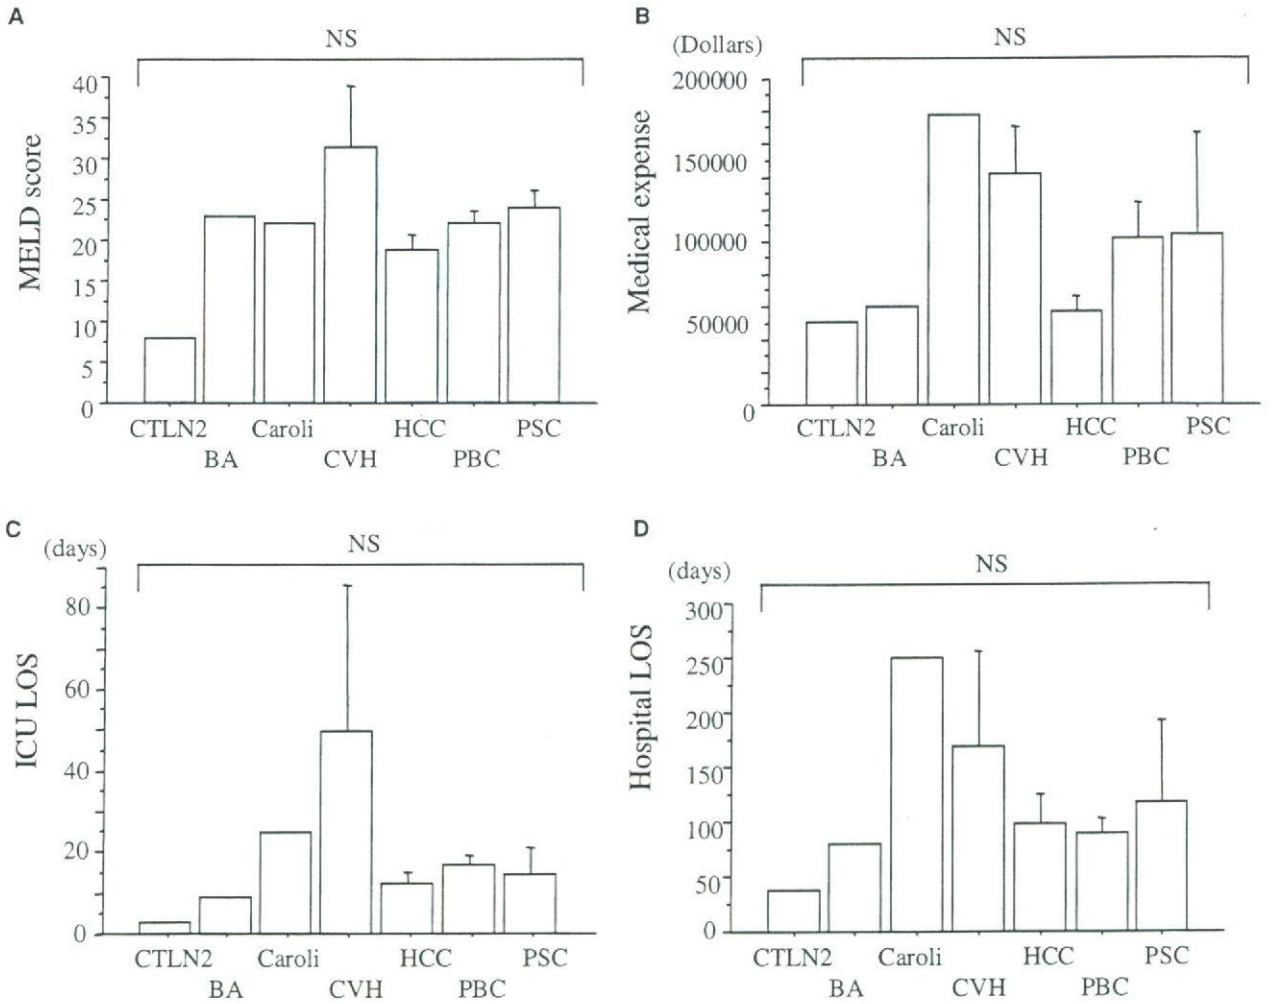 A
NS
MELD score
40
35
30
25
20
15
10
5
0
CTLN2 Caroli HCC PSC
BA CVH PBC
B
(Dollars)
NS
Medical expense
200000
150000
100000
50000
0
CTLN2 Caroli HCC PSC
BA CVH PBC
C
(days)
NS
ICU LOS
80
60
40
20
0
CTLN2 Caroli HCC PSC
BA CVH PBC
D
(days)
NS
Hospital LOS
300
250
200
150
100
50
0
CTLN2 Caroli HCC PSC
BA CVH PBC